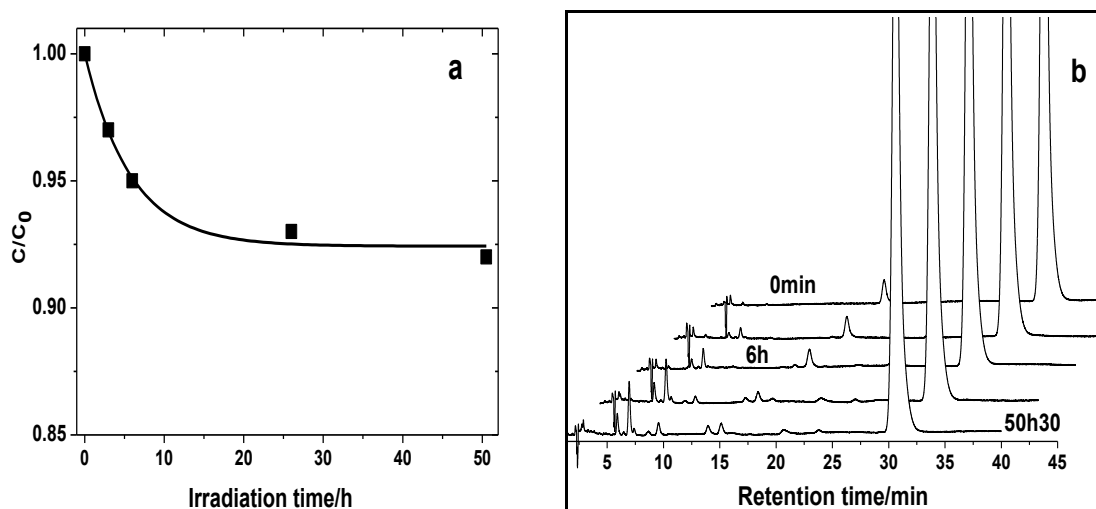 a
1.00
0.95
0.90
0.85
C/C₀
0 10 20 30 40 50
Irradiation time/h
b
0min
6h
50h30
5 10 15 20 25 30 35 40 45
Retention time/min